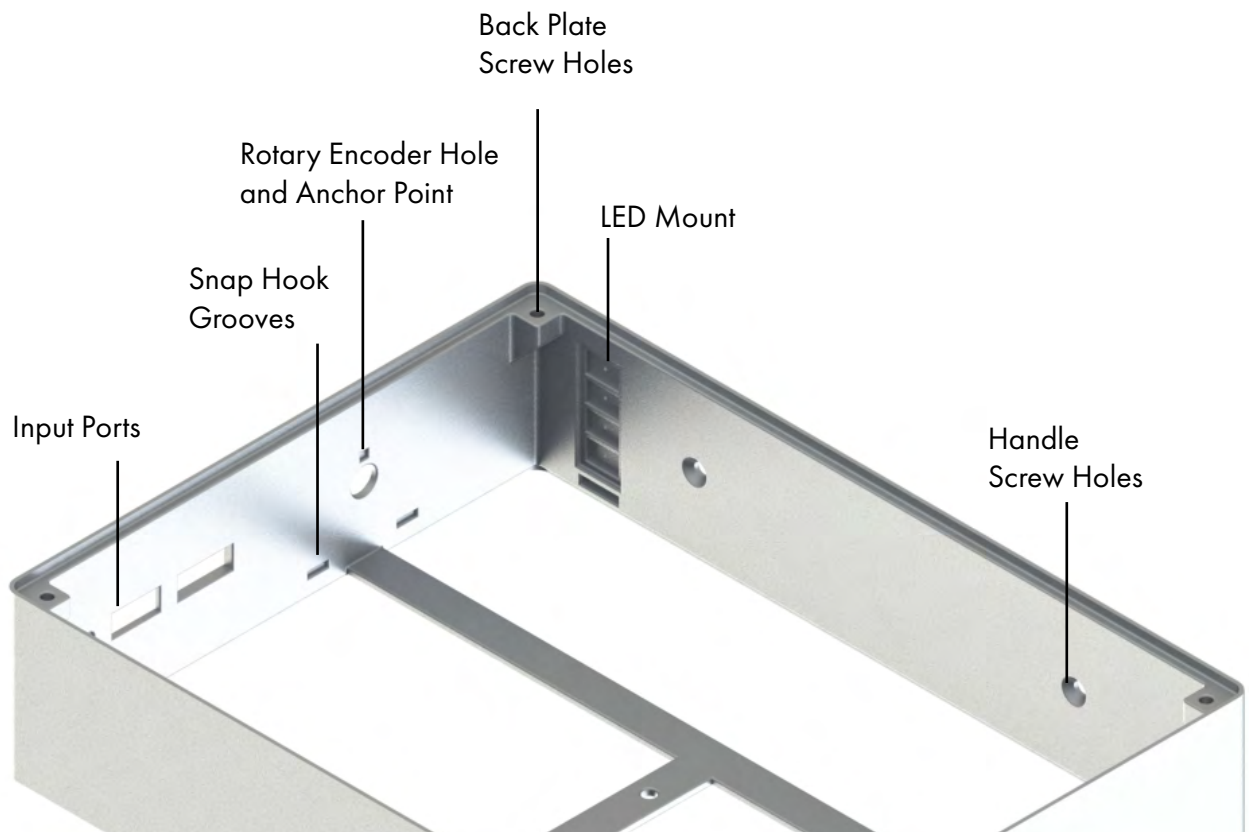 Back Plate
Screw Holes
Rotary Encoder Hole
and Anchor Point
LED Mount
Snap Hook
Grooves
Input Ports
Handle
Screw Holes